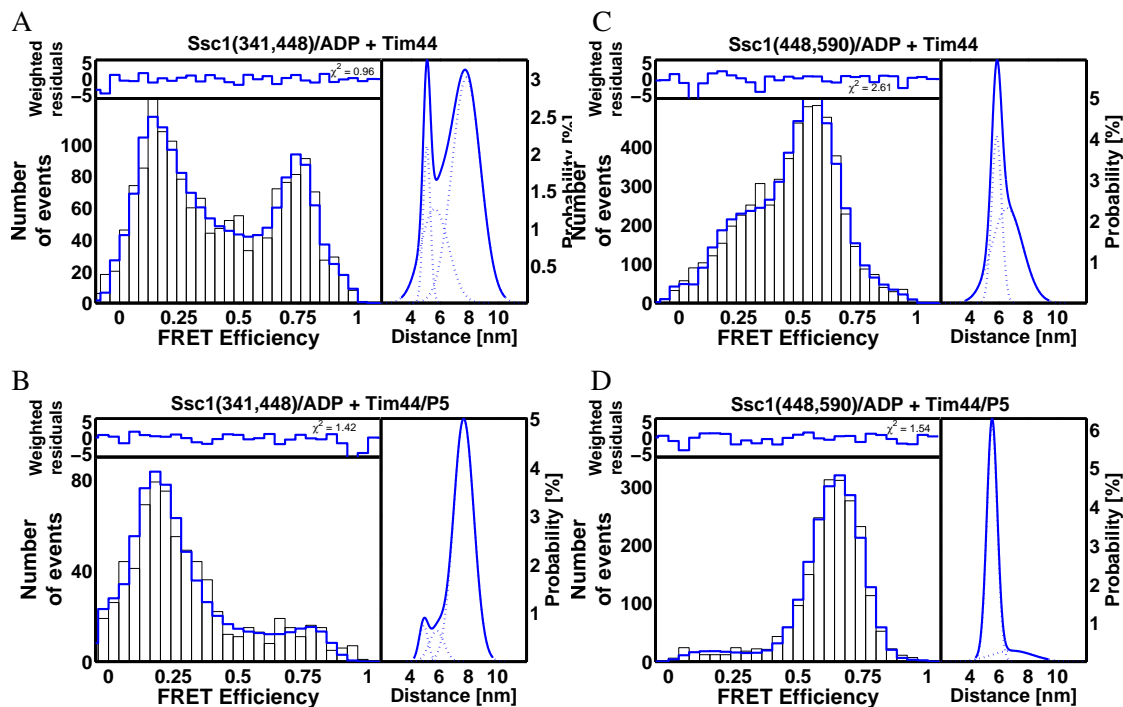 A
Ssc1(341,448)/ADP + Tim44
Weighted
residuals
5
0
−5
χ² = 0.96
Number
of events
100
80
60
40
20
0
0 0.25 0.5 0.75 1
FRET Efficiency
4 6 8 10
Distance [nm]
3
2.5
2
1.5
1
0.5
Probability [%]
C
Ssc1(448,590)/ADP + Tim44
Weighted
residuals
5
0
−5
χ² = 2.61
Number
of events
400
300
200
100
0
0 0.25 0.5 0.75 1
FRET Efficiency
4 6 8 10
Distance [nm]
5
4
3
2
1
Probability [%]
B
Ssc1(341,448)/ADP + Tim44/P5
Weighted
residuals
5
0
−5
χ² = 1.42
Number
of events
80
40
0
0 0.25 0.5 0.75 1
FRET Efficiency
4 6 8 10
Distance [nm]
5
4
3
2
1
Probability [%]
D
Ssc1(448,590)/ADP + Tim44/P5
Weighted
residuals
5
0
−5
χ² = 1.54
Number
of events
300
200
100
0
0 0.25 0.5 0.75 1
FRET Efficiency
4 6 8 10
Distance [nm]
6
5
4
3
2
1
Probability [%]